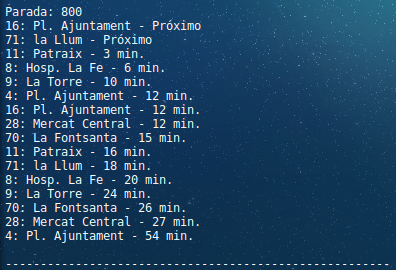 Parada: 800
16: Pl. Ajuntament - Próximo
71: la Llum - Próximo
11: Patraix - 3 min.
8: Hosp. La Fe - 6 min.
9: La Torre - 10 min.
4: Pl. Ajuntament - 12 min.
16: Pl. Ajuntament - 12 min.
28: Mercat Central - 12 min.
70: La Fontsanta - 15 min.
11: Patraix - 16 min.
71: la Llum - 18 min.
8: Hosp. La Fe - 20 min.
9: La Torre - 24 min.
70: La Fontsanta - 26 min.
28: Mercat Central - 27 min.
4: Pl. Ajuntament - 54 min.
-------------------------------------------------------